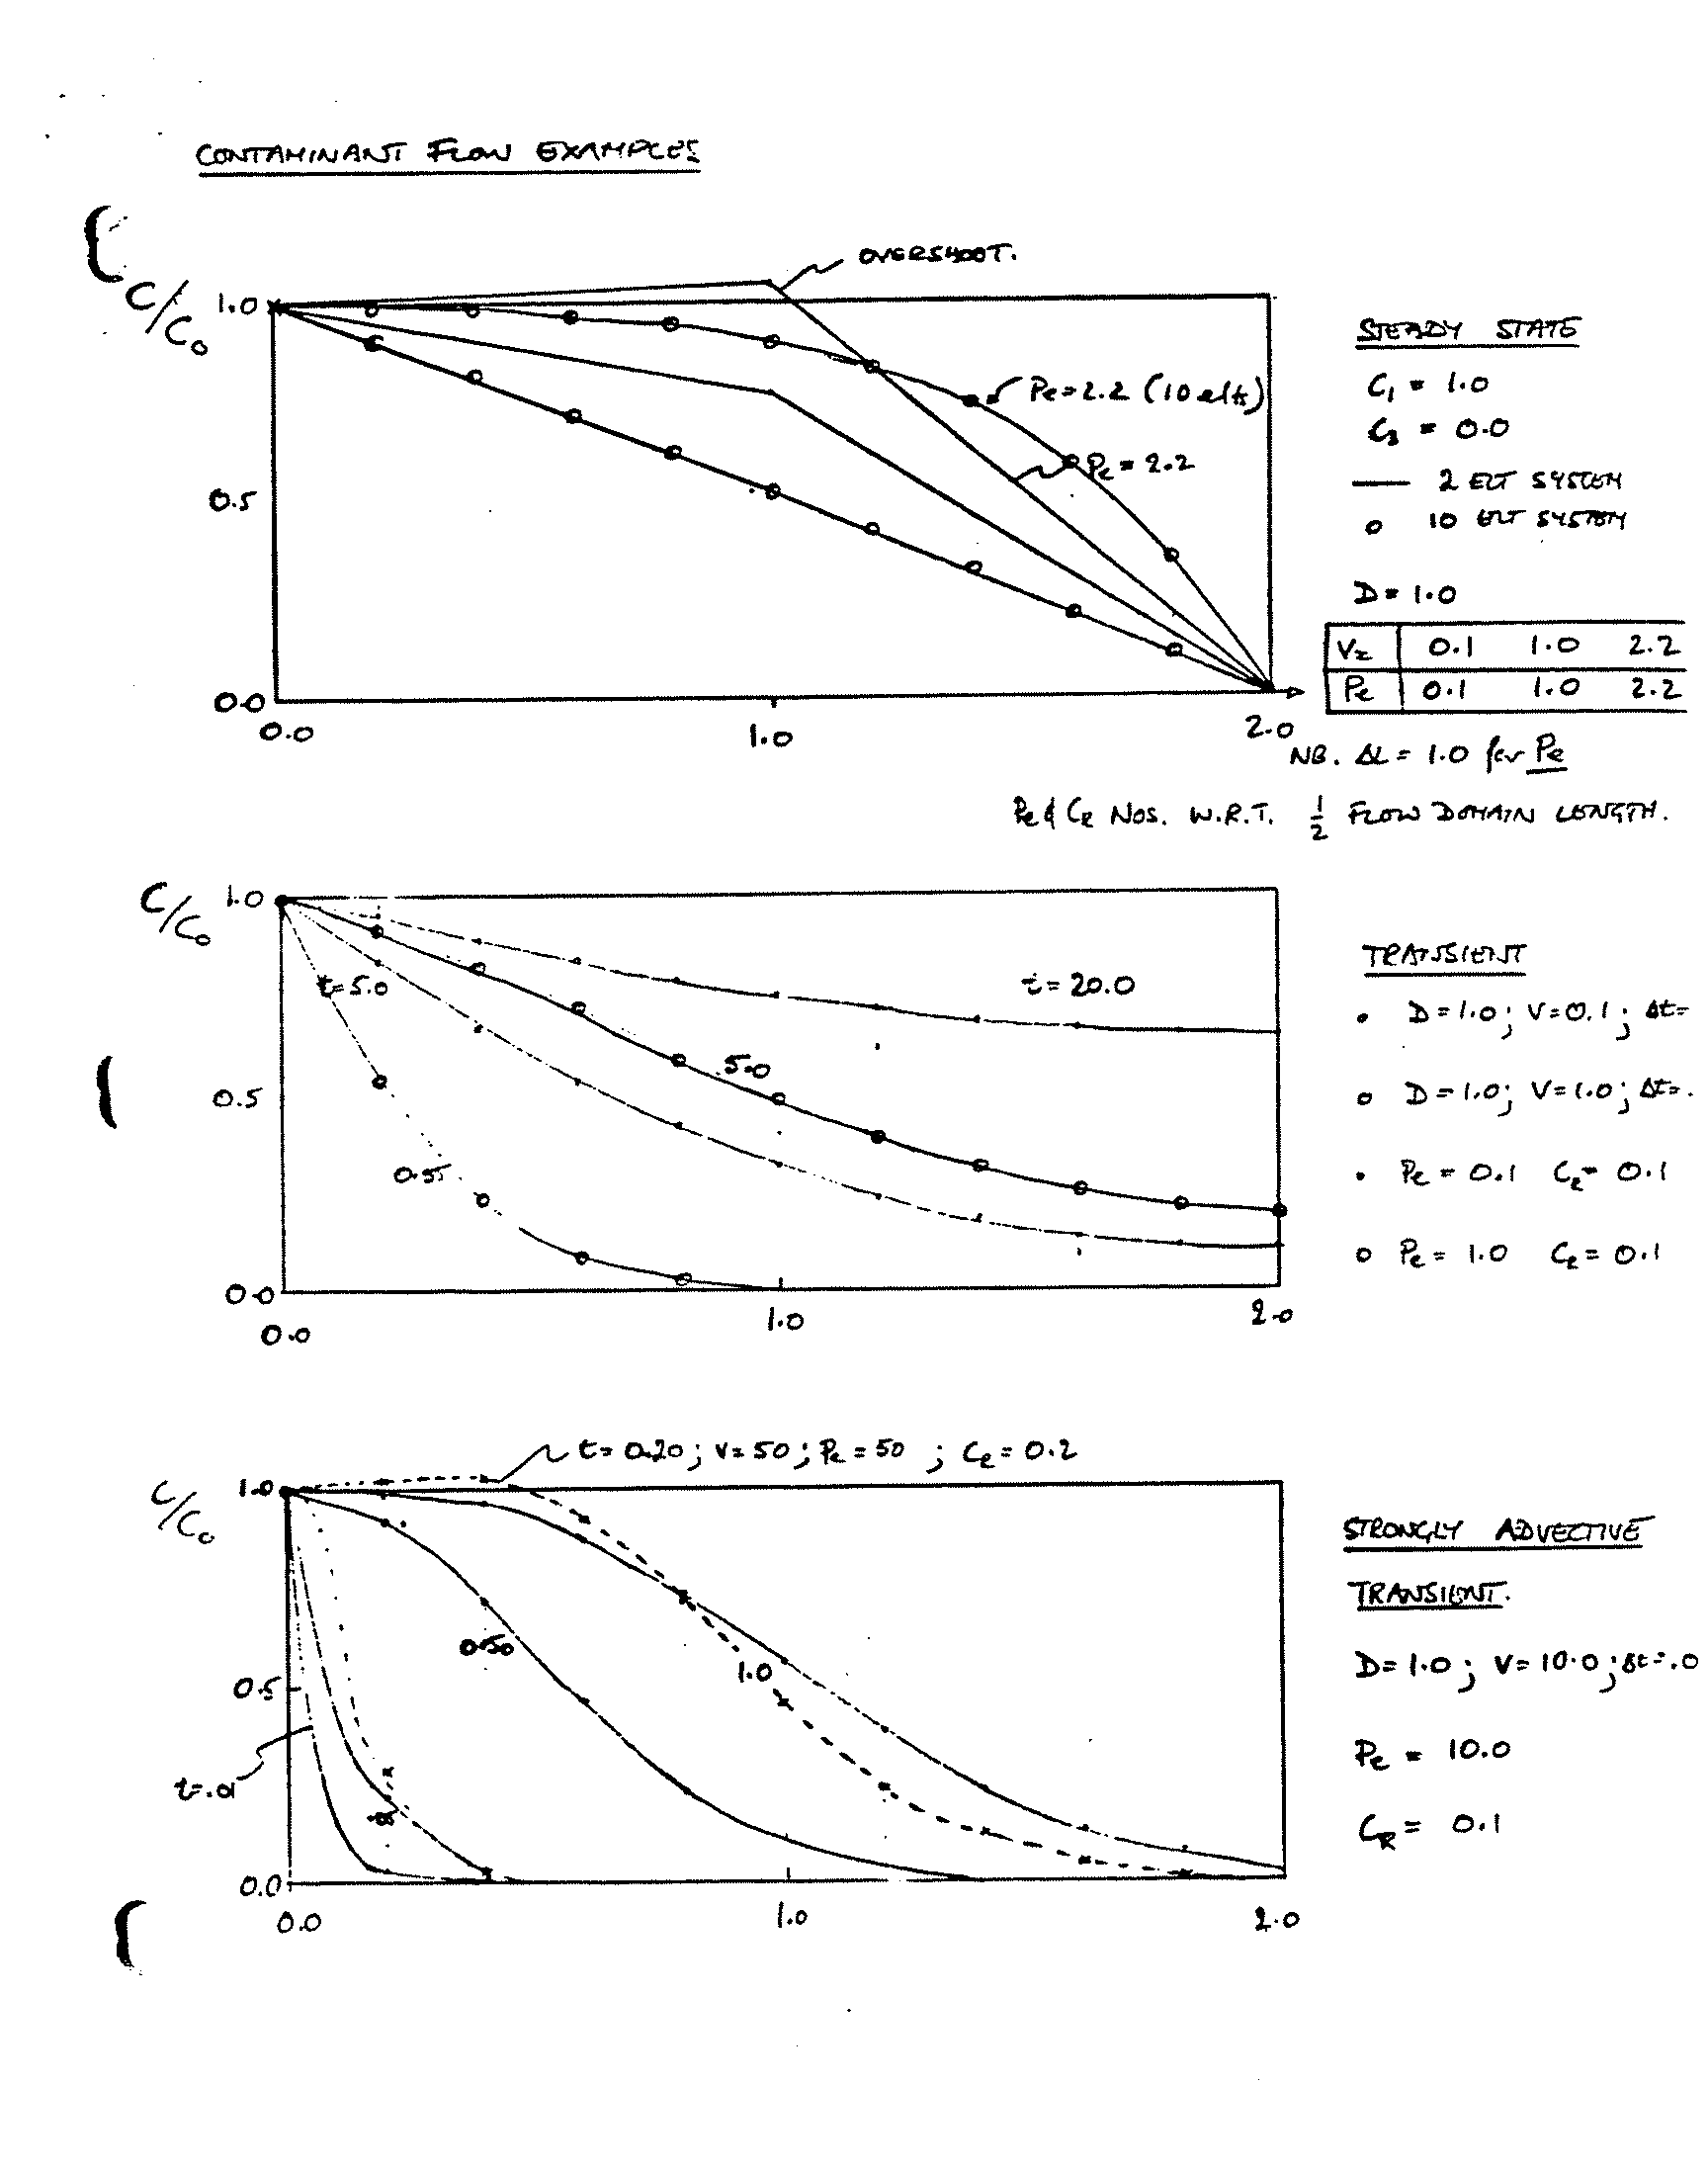 CONTAMINANT FLOW EXAMPLES
C/C₀
1.0
0.5
0.0
0.0
1.0
2.0
OVERSHOOT.
Pe=2.2 (10 elts)
Pe = 2.2
STEADY STATE
C₁ = 1.0
C₃ = 0.0
— 2 ELT SYSTEM
o 10 ELT SYSTEM
D = 1.0
Vz 0.1 1.0 2.2
Pe 0.1 1.0 2.2
NB. ΔL = 1.0 for Pe
Pe & Cr NOS. W.R.T. 1/2 FLOW DOMAIN LENGTH.
C/C₀
1.0
0.5
0.0
0.0
1.0
2.0
t=5.0
t= 20.0
5.0
TRANSIENT
• D=1.0; V=0.1; Δt=
o D=1.0; V=1.0; Δt=.
• Pe = 0.1 Cr= 0.1
o Pe = 1.0 Cr= 0.1
t= 0.20; V= 50; Pe = 50 ; Cr = 0.2
C/C₀
1.0
0.5
0.0
0.0
1.0
2.0
0.50
1.0
t=.01
STRONGLY ADVECTIVE
TRANSIENT.
D=1.0; V=10.0; Δt=.0
Pe = 10.0
CR = 0.1